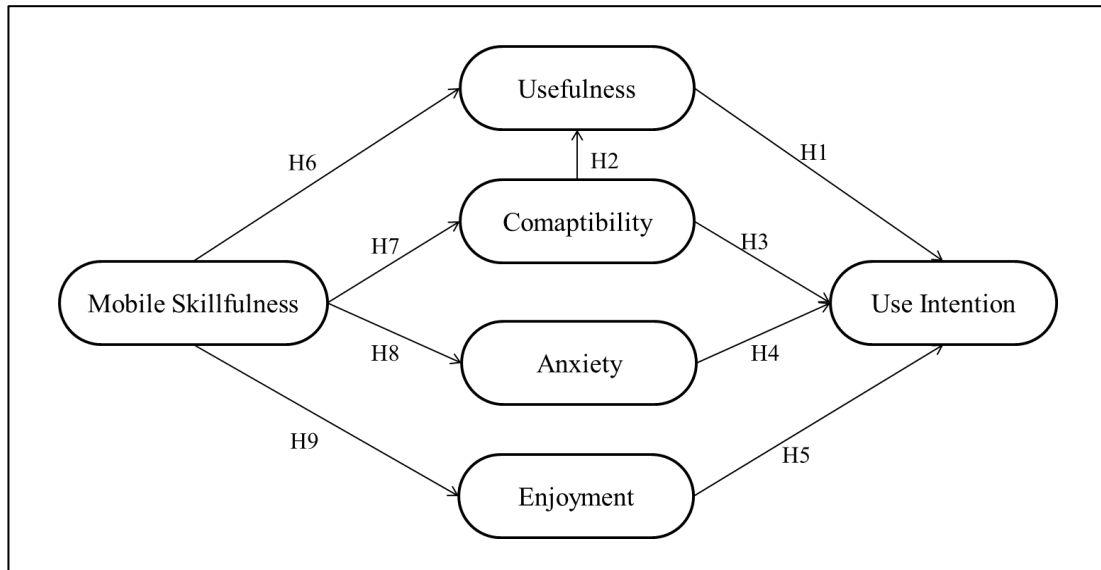 Usefulness
H6
H1
H2
Comaptibility
H7
H3
Mobile Skillfulness
Use Intention
H8
Anxiety
H4
H9
Enjoyment
H5